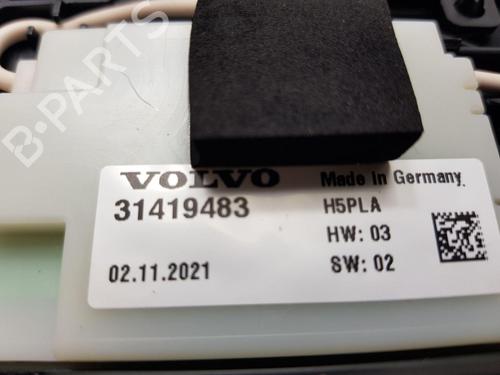 B-PARTS
VOLVO
31419483
02.11.2021
Made in Germany
H5PLA
HW: 03
SW: 02